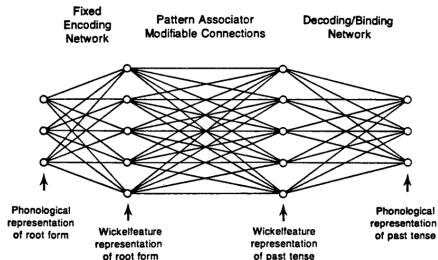 Fixed
Encoding
Network
Pattern Associator
Modifiable Connections
Decoding/Binding
Network
Phonological
representation
of root form
Wickelfeature
representation
of root form
Wickelfeature
representation
of past tense
Phonological
representation
of past tense